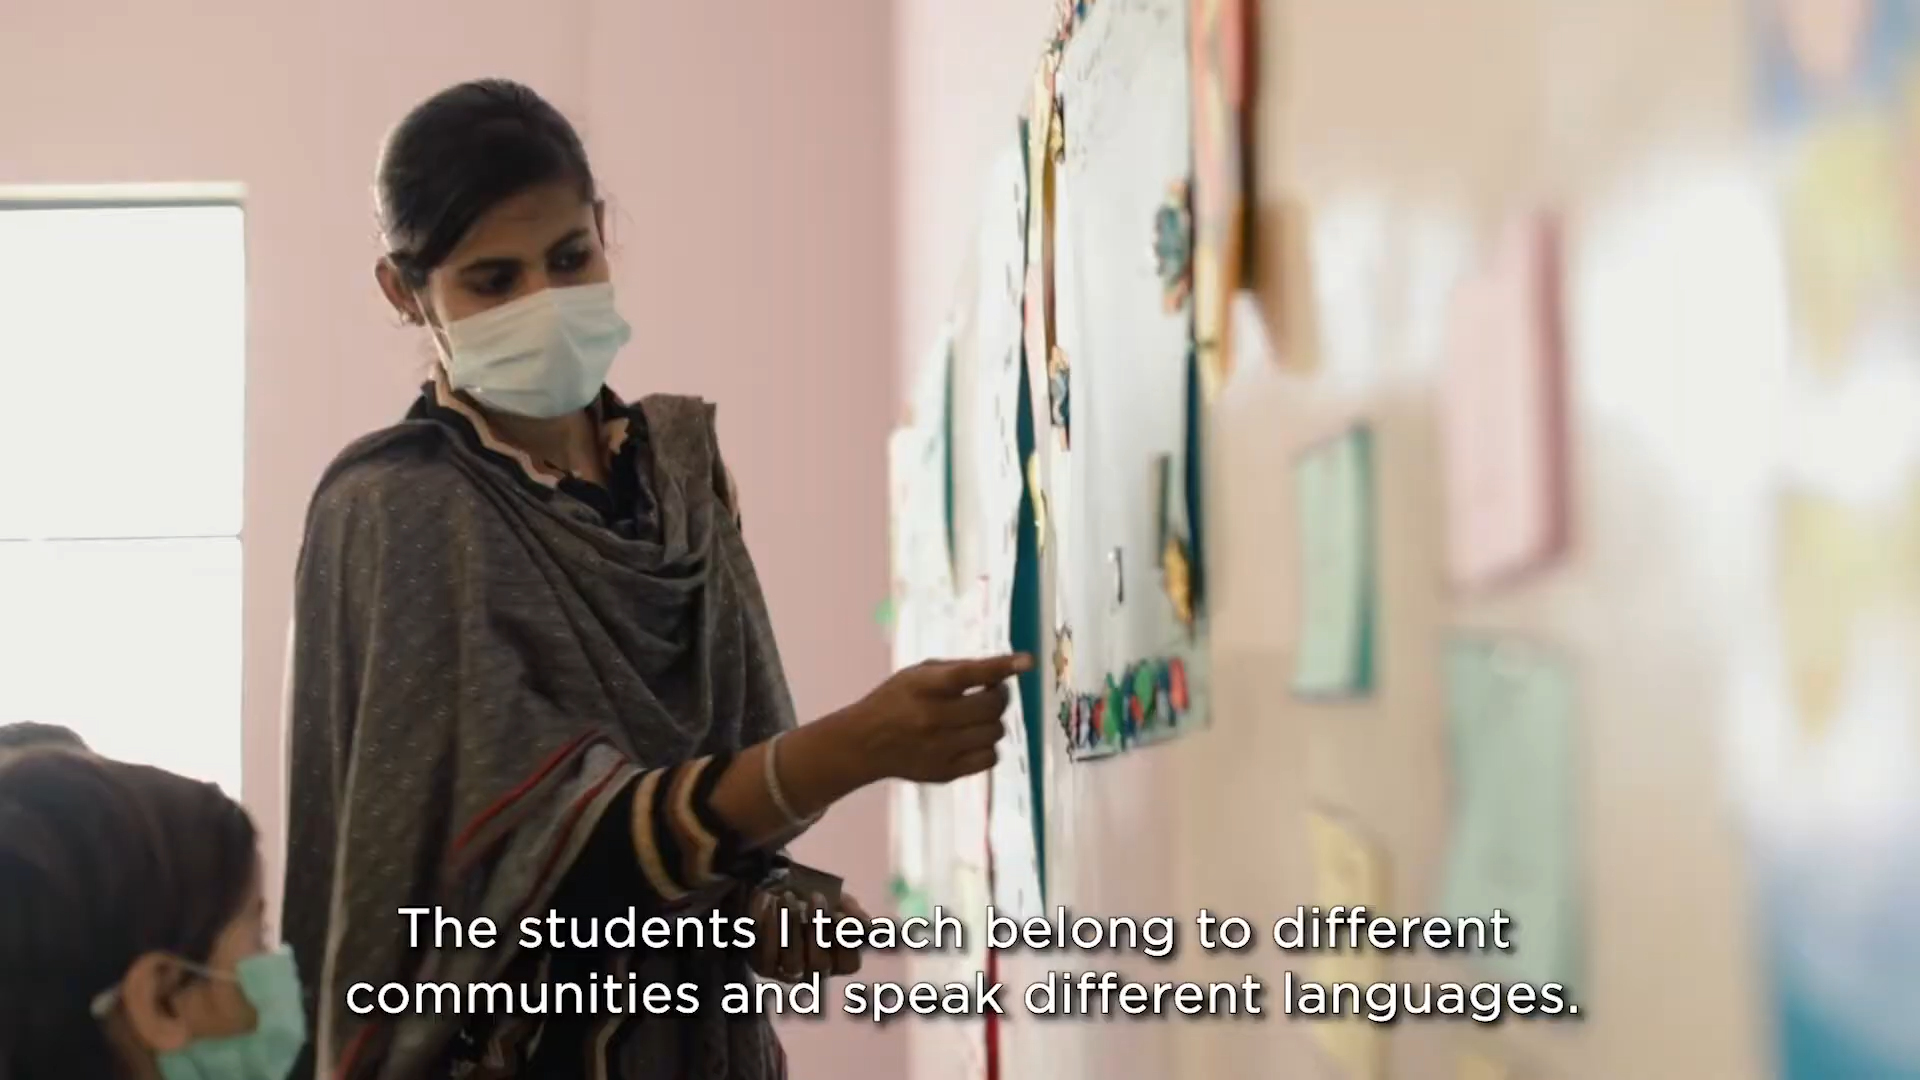 The students I teach belong to different
communities and speak different languages.